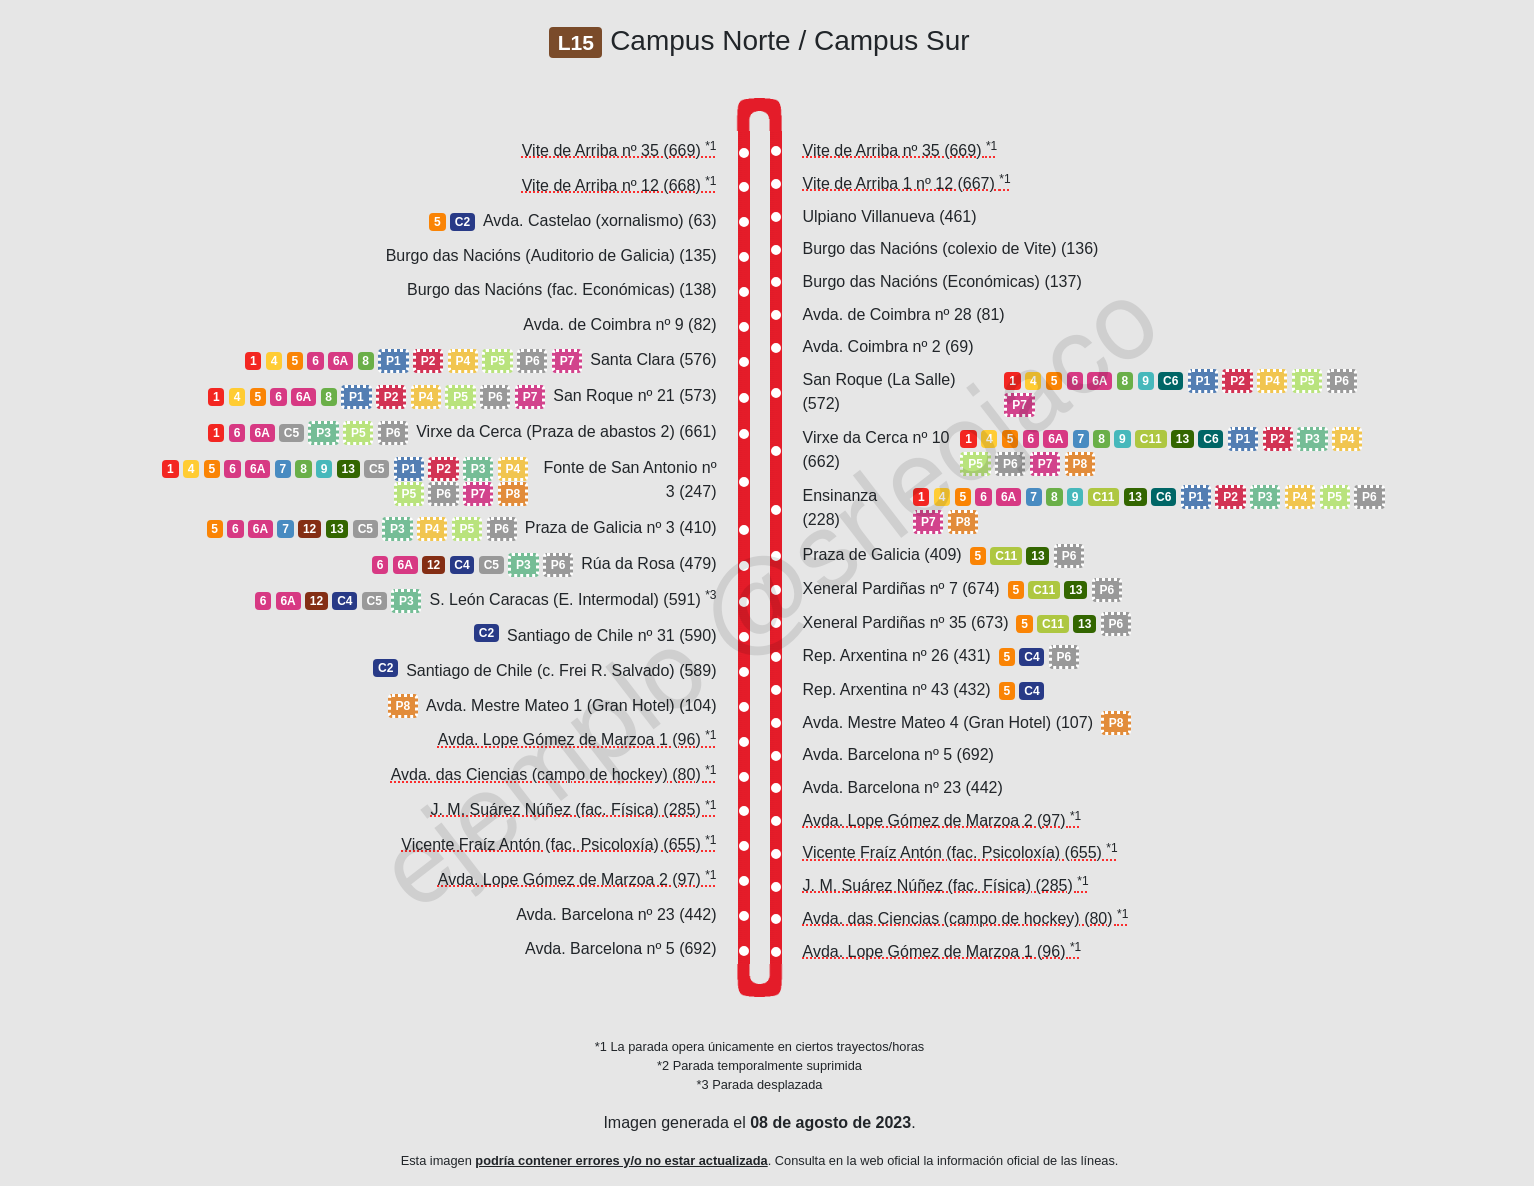 L15 Campus Norte / Campus Sur
Vite de Arriba nº 35 (669) *1
Vite de Arriba nº 12 (668) *1
5 C2 Avda. Castelao (xornalismo) (63)
Burgo das Nacións (Auditorio de Galicia) (135)
Burgo das Nacións (fac. Económicas) (138)
Avda. de Coimbra nº 9 (82)
1 4 5 6 6A 8 P1 P2 P4 P5 P6 P7 Santa Clara (576)
1 4 5 6 6A 8 P1 P2 P4 P5 P6 P7 San Roque nº 21 (573)
1 6 6A C5 P3 P5 P6 Virxe da Cerca (Praza de abastos 2) (661)
1 4 5 6 6A 7 8 9 13 C5 P1 P2 P3 P4 Fonte de San Antonio nº
P5 P6 P7 P8 3 (247)
5 6 6A 7 12 13 C5 P3 P4 P5 P6 Praza de Galicia nº 3 (410)
6 6A 12 C4 C5 P3 P6 Rúa da Rosa (479)
6 6A 12 C4 C5 P3 S. León Caracas (E. Intermodal) (591) *3
C2 Santiago de Chile nº 31 (590)
C2 Santiago de Chile (c. Frei R. Salvado) (589)
P8 Avda. Mestre Mateo 1 (Gran Hotel) (104)
Avda. Lope Gómez de Marzoa 1 (96) *1
Avda. das Ciencias (campo de hockey) (80) *1
J. M. Suárez Núñez (fac. Física) (285) *1
Vicente Fraíz Antón (fac. Psicoloxía) (655) *1
Avda. Lope Gómez de Marzoa 2 (97) *1
Avda. Barcelona nº 23 (442)
Avda. Barcelona nº 5 (692)
Vite de Arriba nº 35 (669) *1
Vite de Arriba 1 nº 12 (667) *1
Ulpiano Villanueva (461)
Burgo das Nacións (colexio de Vite) (136)
Burgo das Nacións (Económicas) (137)
Avda. de Coimbra nº 28 (81)
Avda. Coimbra nº 2 (69)
San Roque (La Salle) 1 4 5 6 6A 8 9 C6 P1 P2 P4 P5 P6
(572) P7
Virxe da Cerca nº 10 1 4 5 6 6A 7 8 9 C11 13 C6 P1 P2 P3 P4
(662) P5 P6 P7 P8
Ensinanza 1 4 5 6 6A 7 8 9 C11 13 C6 P1 P2 P3 P4 P5 P6
(228) P7 P8
Praza de Galicia (409) 5 C11 13 P6
Xeneral Pardiñas nº 7 (674) 5 C11 13 P6
Xeneral Pardiñas nº 35 (673) 5 C11 13 P6
Rep. Arxentina nº 26 (431) 5 C4 P6
Rep. Arxentina nº 43 (432) 5 C4
Avda. Mestre Mateo 4 (Gran Hotel) (107) P8
Avda. Barcelona nº 5 (692)
Avda. Barcelona nº 23 (442)
Avda. Lope Gómez de Marzoa 2 (97) *1
Vicente Fraíz Antón (fac. Psicoloxía) (655) *1
J. M. Suárez Núñez (fac. Física) (285) *1
Avda. das Ciencias (campo de hockey) (80) *1
Avda. Lope Gómez de Marzoa 1 (96) *1
ejemplo @srleojaco
*1 La parada opera únicamente en ciertos trayectos/horas
*2 Parada temporalmente suprimida
*3 Parada desplazada
Imagen generada el 08 de agosto de 2023.
Esta imagen podría contener errores y/o no estar actualizada. Consulta en la web oficial la información oficial de las líneas.